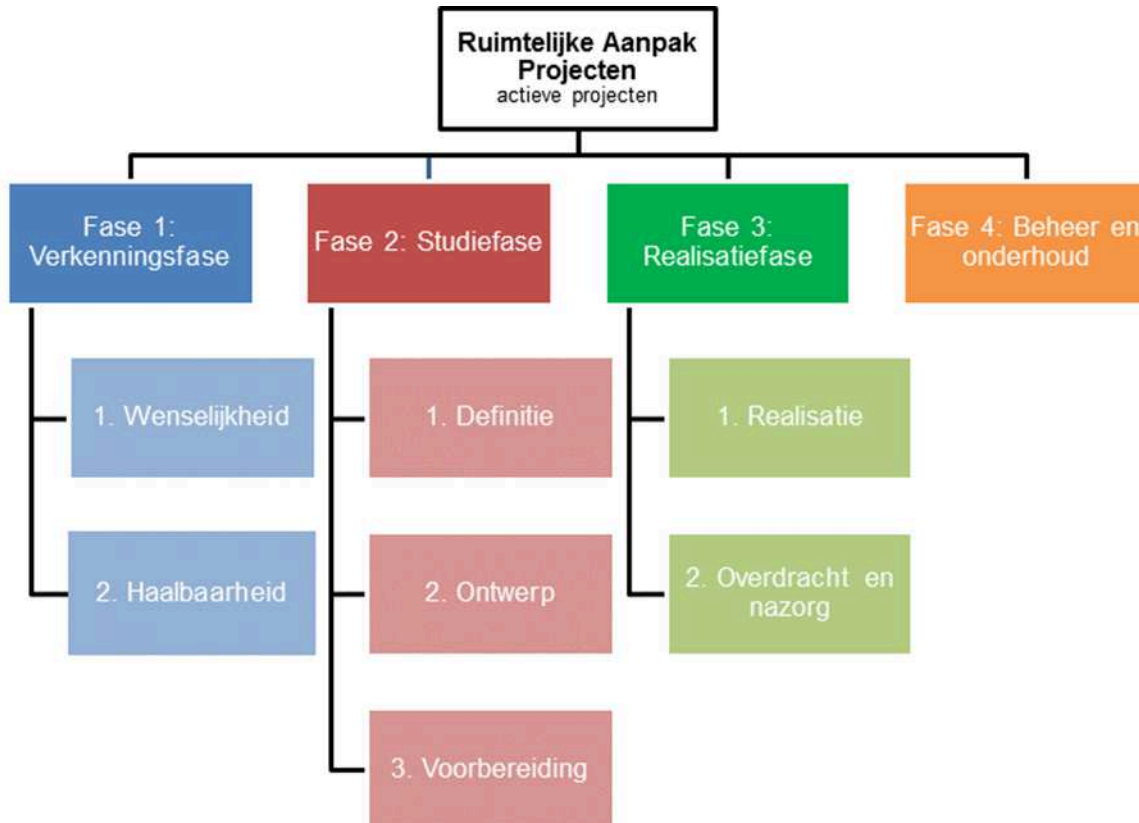 Ruimtelijke Aanpak
Projecten
actieve projecten
Fase 1:
Verkenningsfase
Fase 2: Studiefase
Fase 3:
Realisatiefase
Fase 4: Beheer en
onderhoud
1. Wenselijkheid
1. Definitie
1. Realisatie
2. Haalbaarheid
2. Ontwerp
2. Overdracht en
nazorg
3. Voorbereiding